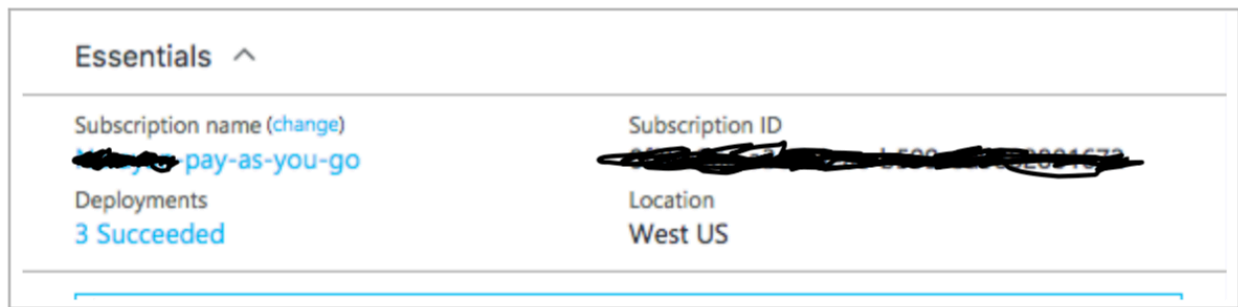 Essentials
Subscription name (change)
Subscription ID
-pay-as-you-go
Deployments
Location
3 Succeeded
West US